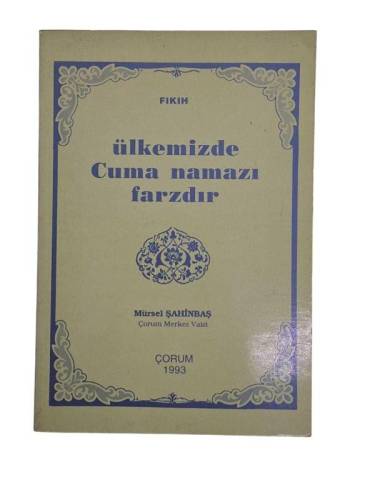 FIKIH
ülkemizde
Cuma namazı
farzdır
Mürsel ŞAHİNBAŞ
Çorum Merkez Vaizi
ÇORUM
1993